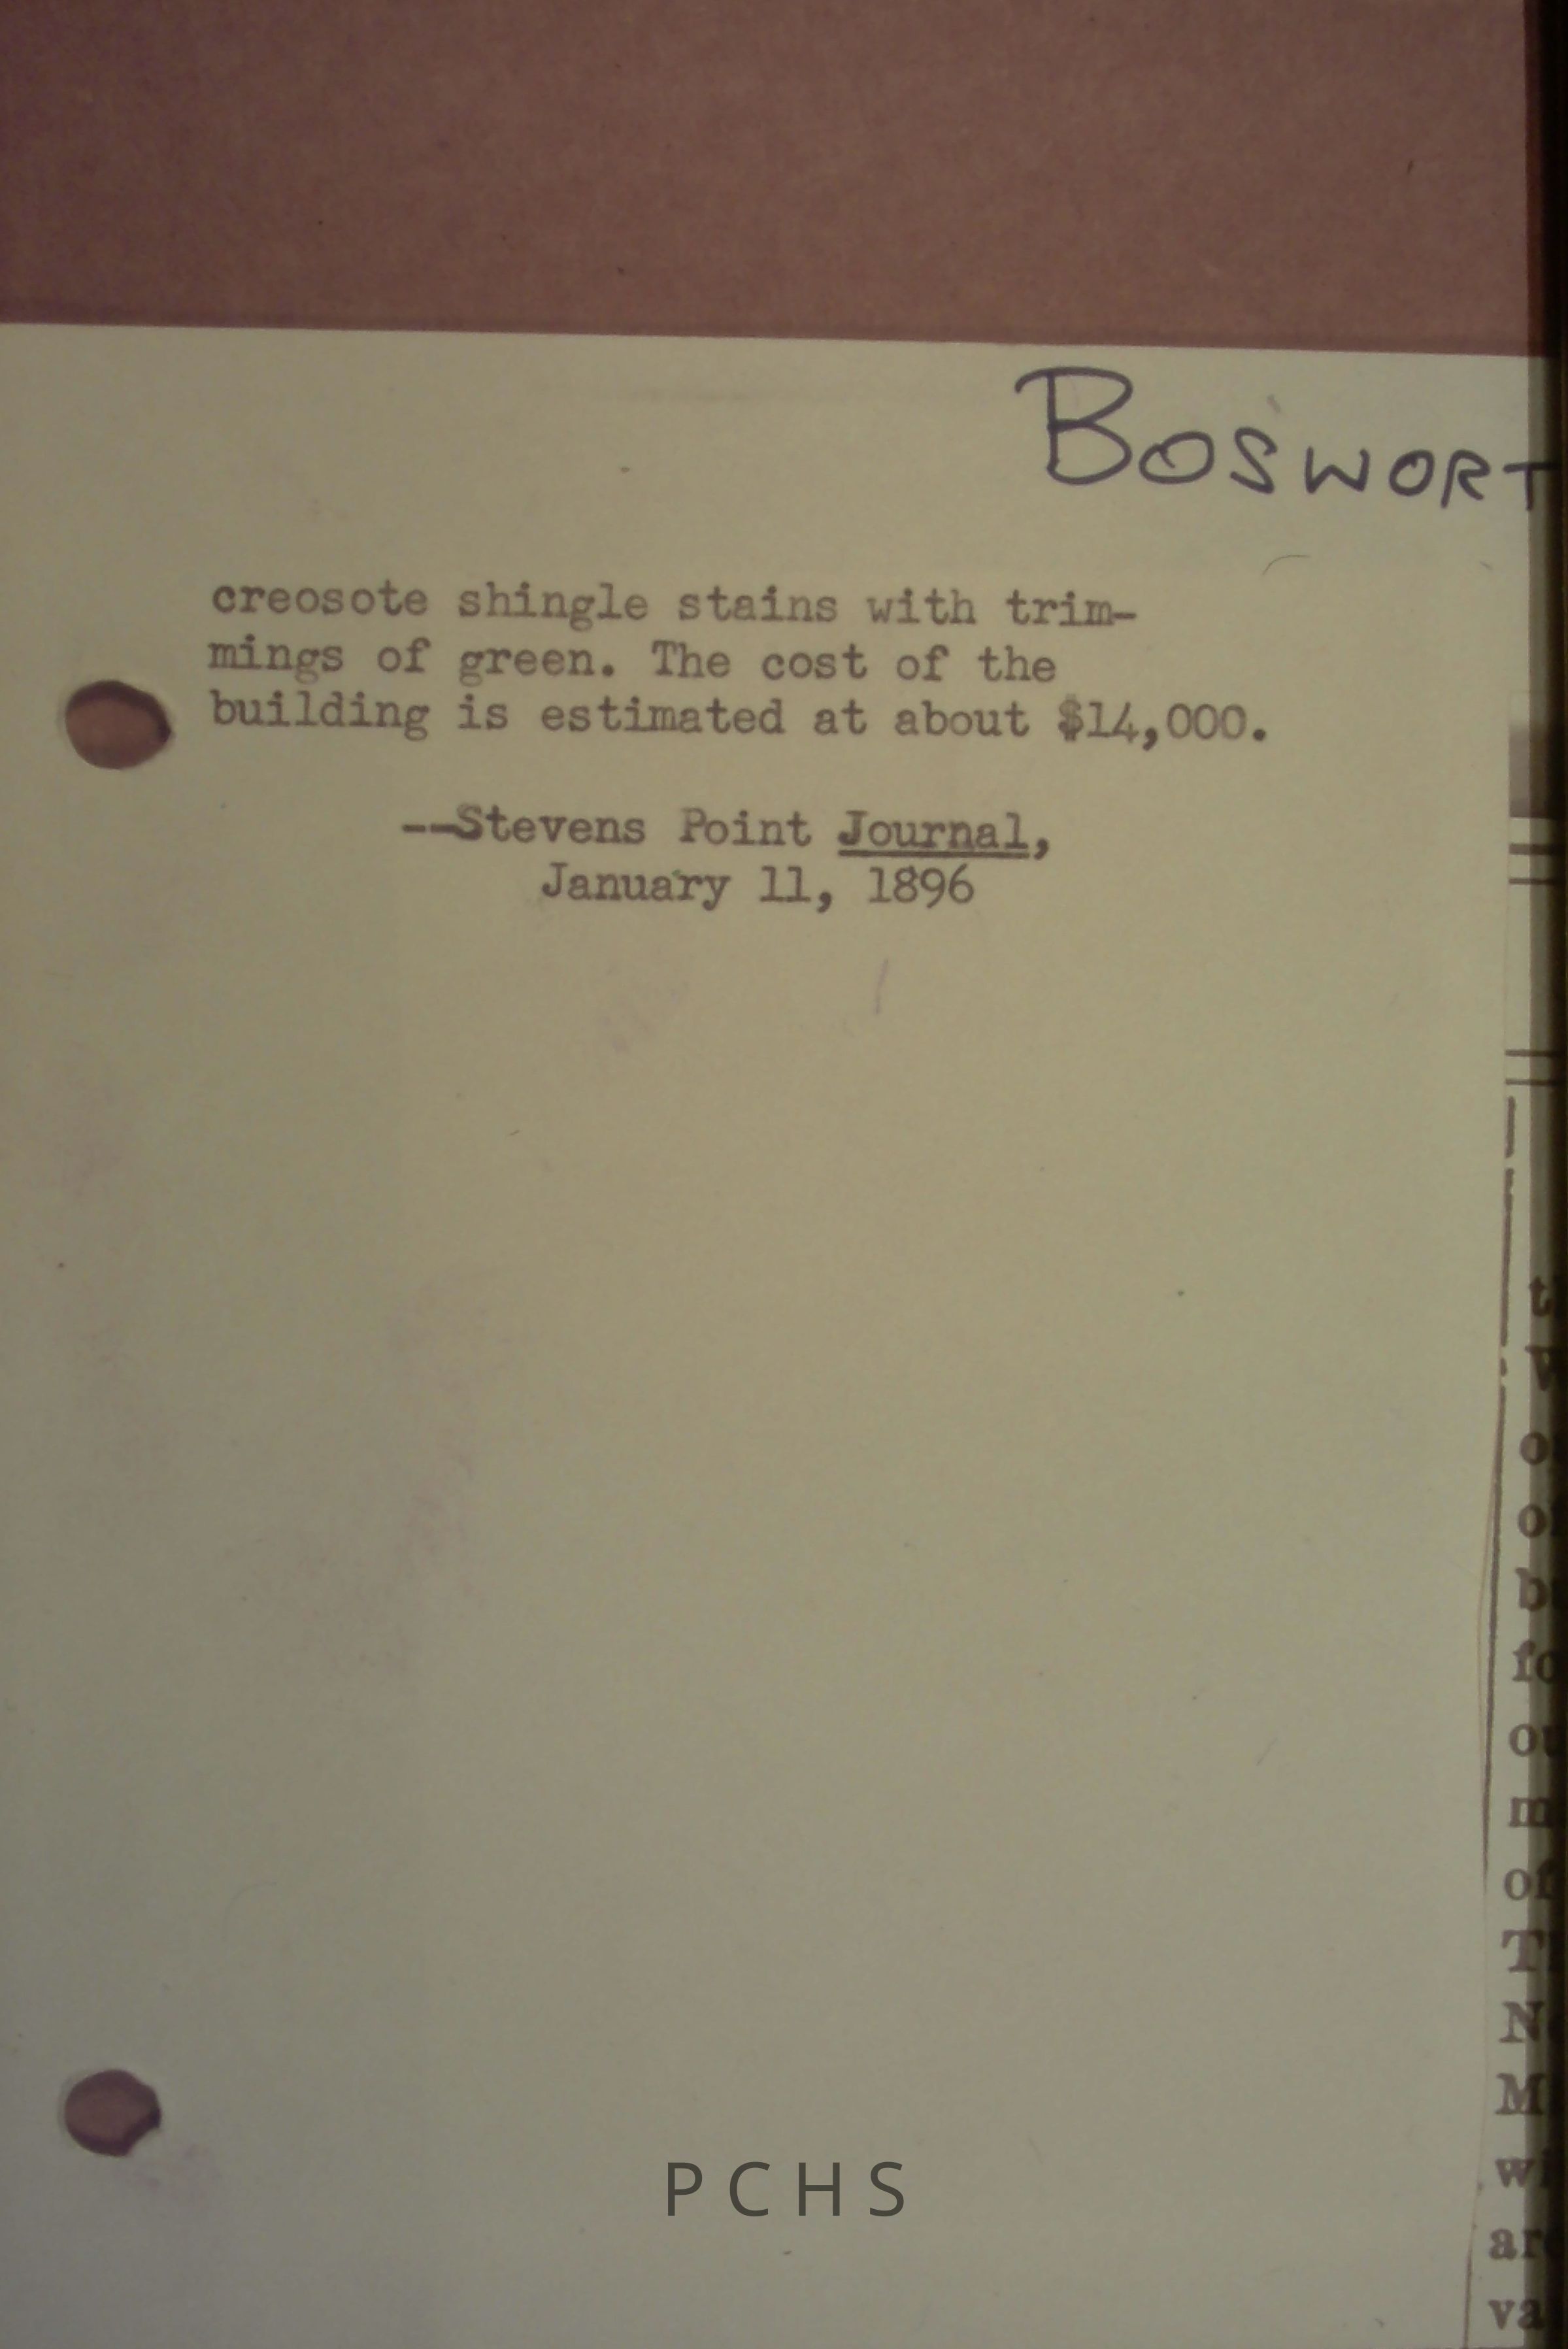 BOSWORT
creosote shingle stains with trim-
mings of green. The cost of the
building is estimated at about $14,000.
--Stevens Point Journal,
January 11, 1896
PCHS